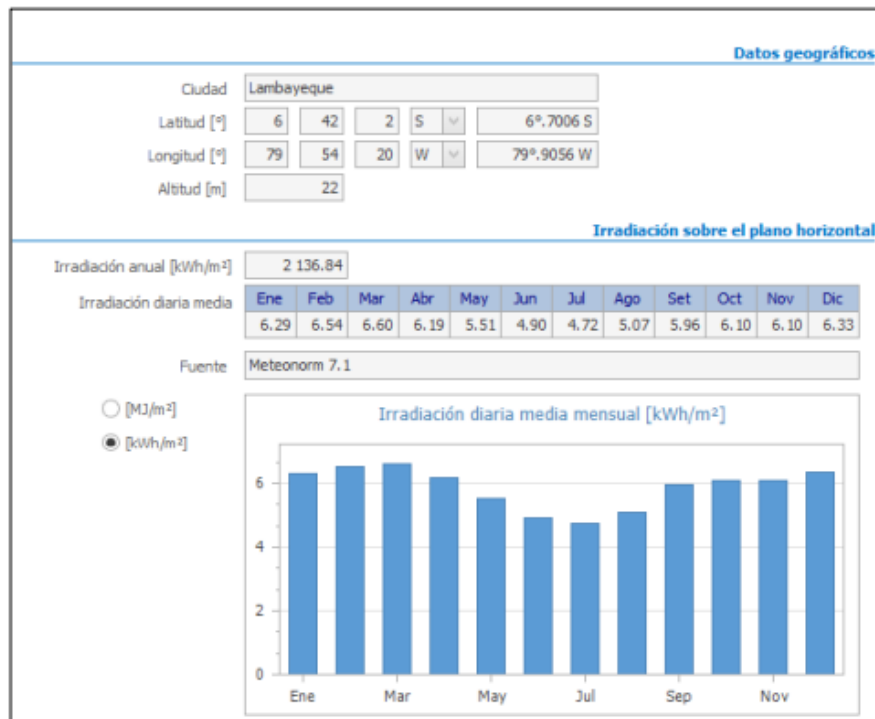 Datos geográficos
Ciudad Lambayeque
Latitud [°] 6 42 2 S 6°.7006 S
Longitud [°] 79 54 20 W 79°.9056 W
Altitud [m] 22
Irradiación sobre el plano horizontal
Irradiación anual [kWh/m²] 2 136.84
Irradiación diaria media Ene Feb Mar Abr May Jun Jul Ago Set Oct Nov Dic
6.29 6.54 6.60 6.19 5.51 4.90 4.72 5.07 5.96 6.10 6.10 6.33
Fuente Meteonorm 7.1
[MJ/m²]
[kWh/m²]
Irradiación diaria media mensual [kWh/m²]
6
4
2
0
Ene Mar May Jul Sep Nov